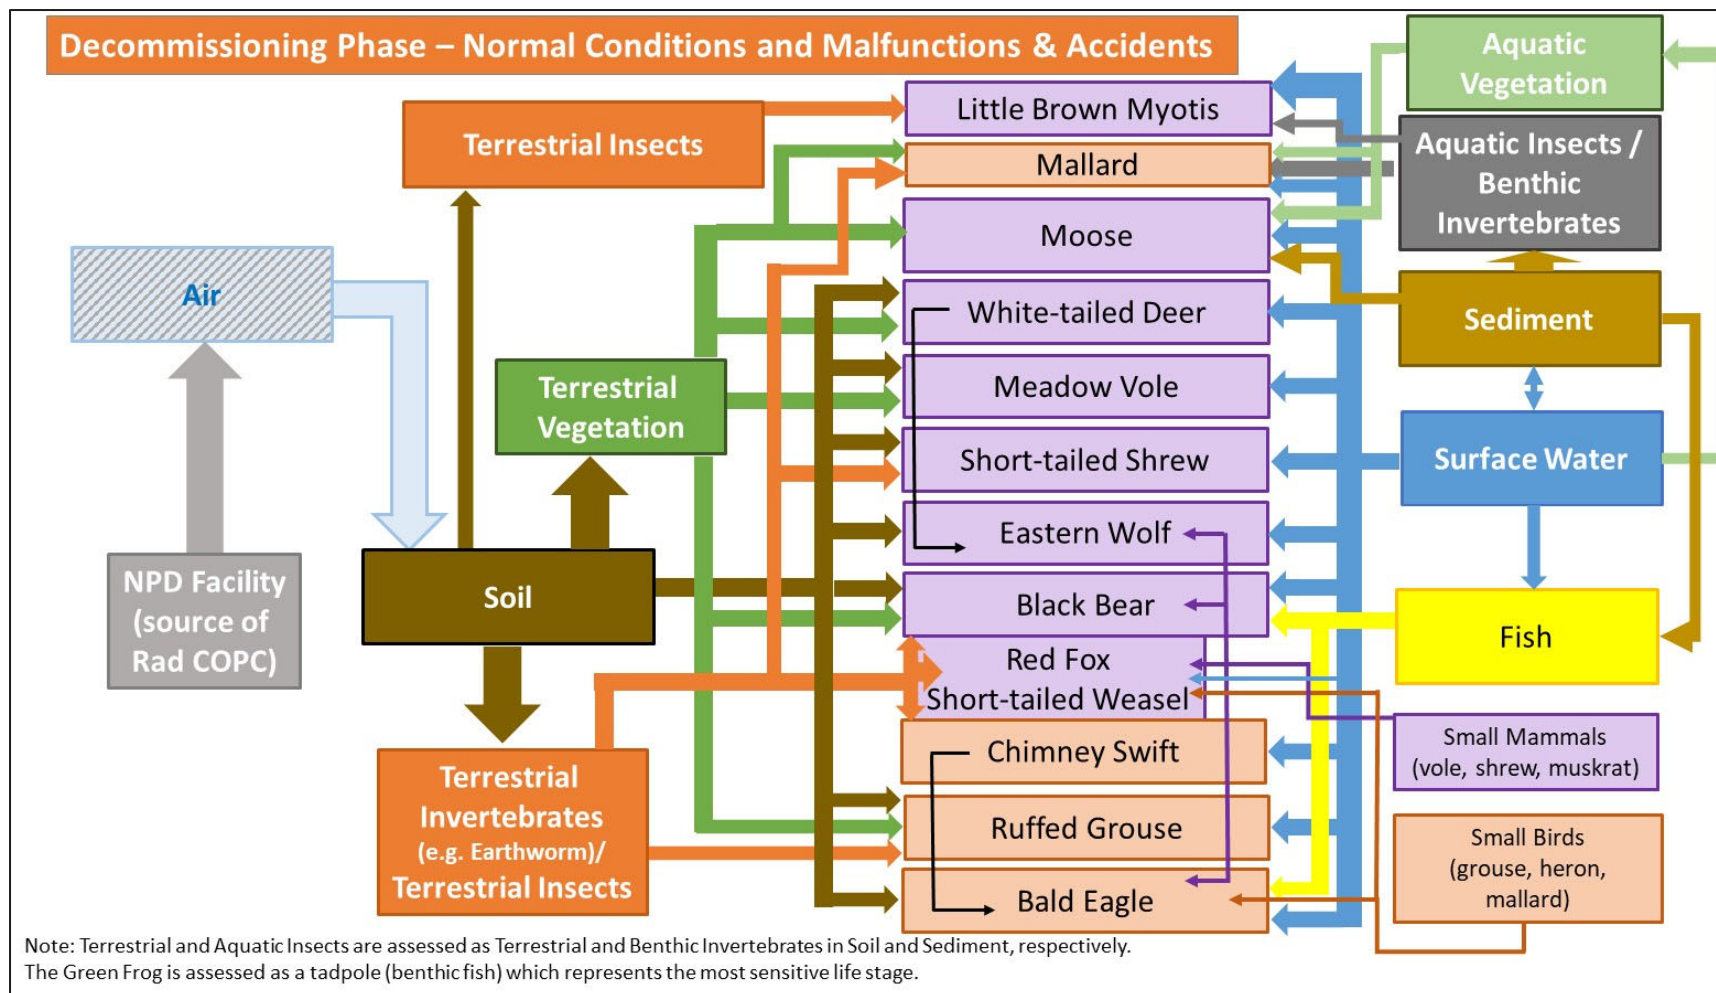 Decommissioning Phase – Normal Conditions and Malfunctions & Accidents
Aquatic
Vegetation
Little Brown Myotis
Terrestrial Insects
Aquatic Insects /
Benthic
Invertebrates
Mallard
Moose
Air
White-tailed Deer
Sediment
Terrestrial
Vegetation
Meadow Vole
Short-tailed Shrew
Surface Water
Eastern Wolf
NPD Facility
(source of
Rad COPC)
Soil
Black Bear
Fish
Red Fox
Short-tailed Weasel
Small Mammals
(vole, shrew, muskrat)
Chimney Swift
Terrestrial
Invertebrates
(e.g. Earthworm)/
Terrestrial Insects
Ruffed Grouse
Small Birds
(grouse, heron,
mallard)
Bald Eagle
Note: Terrestrial and Aquatic Insects are assessed as Terrestrial and Benthic Invertebrates in Soil and Sediment, respectively.
The Green Frog is assessed as a tadpole (benthic fish) which represents the most sensitive life stage.